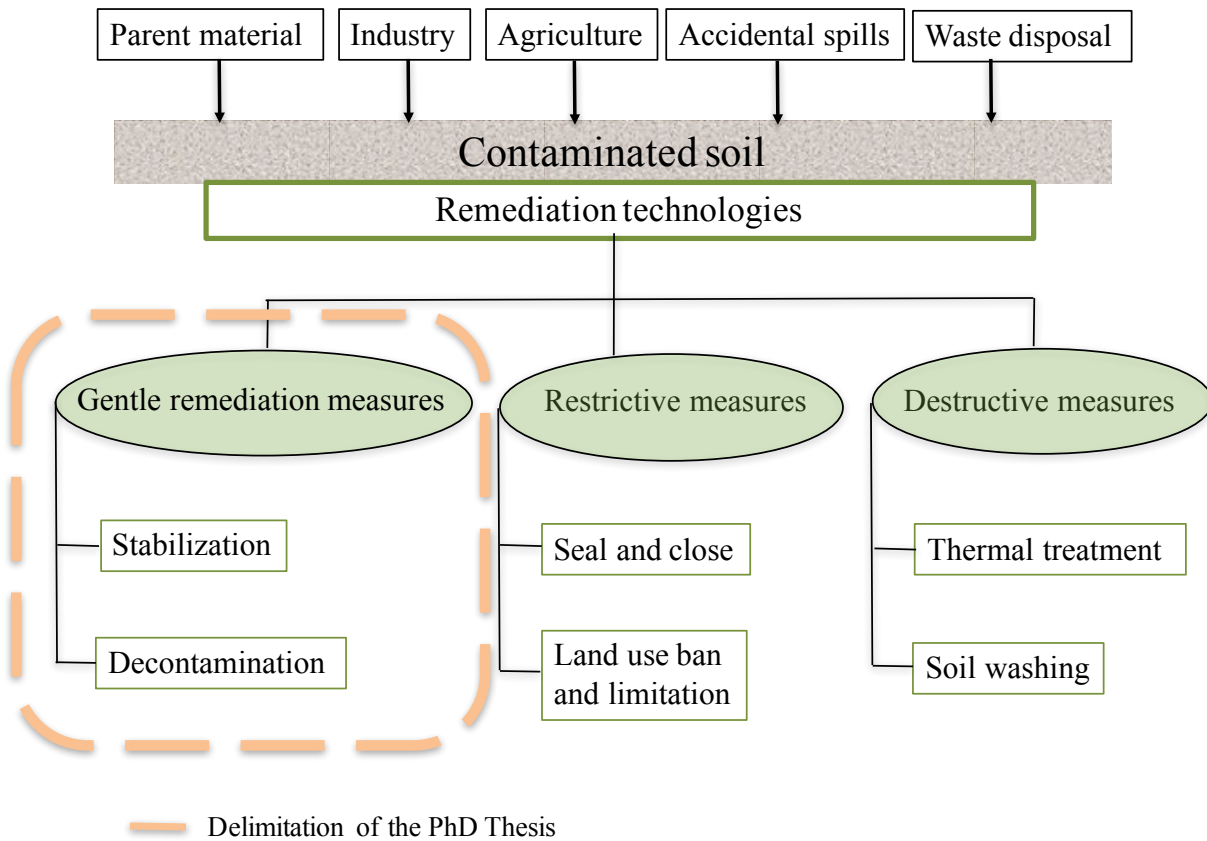 Parent material
Industry
Agriculture
Accidental spills
Waste disposal
Contaminated soil
Remediation technologies
Gentle remediation measures
Restrictive measures
Destructive measures
Stabilization
Seal and close
Thermal treatment
Decontamination
Land use ban
and limitation
Soil washing
Delimitation of the PhD Thesis